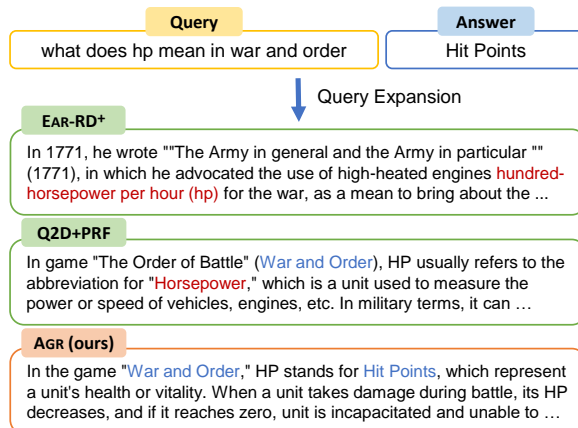 Query
Answer
what does hp mean in war and order
Hit Points
Query Expansion
EAR-RD+
In 1771, he wrote ""The Army in general and the Army in particular ""
(1771), in which he advocated the use of high-heated engines hundred-
horsepower per hour (hp) for the war, as a mean to bring about the ...
Q2D+PRF
In game "The Order of Battle" (War and Order), HP usually refers to the
abbreviation for "Horsepower," which is a unit used to measure the
power or speed of vehicles, engines, etc. In military terms, it can …
AGR (ours)
In the game "War and Order," HP stands for Hit Points, which represent
a unit's health or vitality. When a unit takes damage during battle, its HP
decreases, and if it reaches zero, unit is incapacitated and unable to …